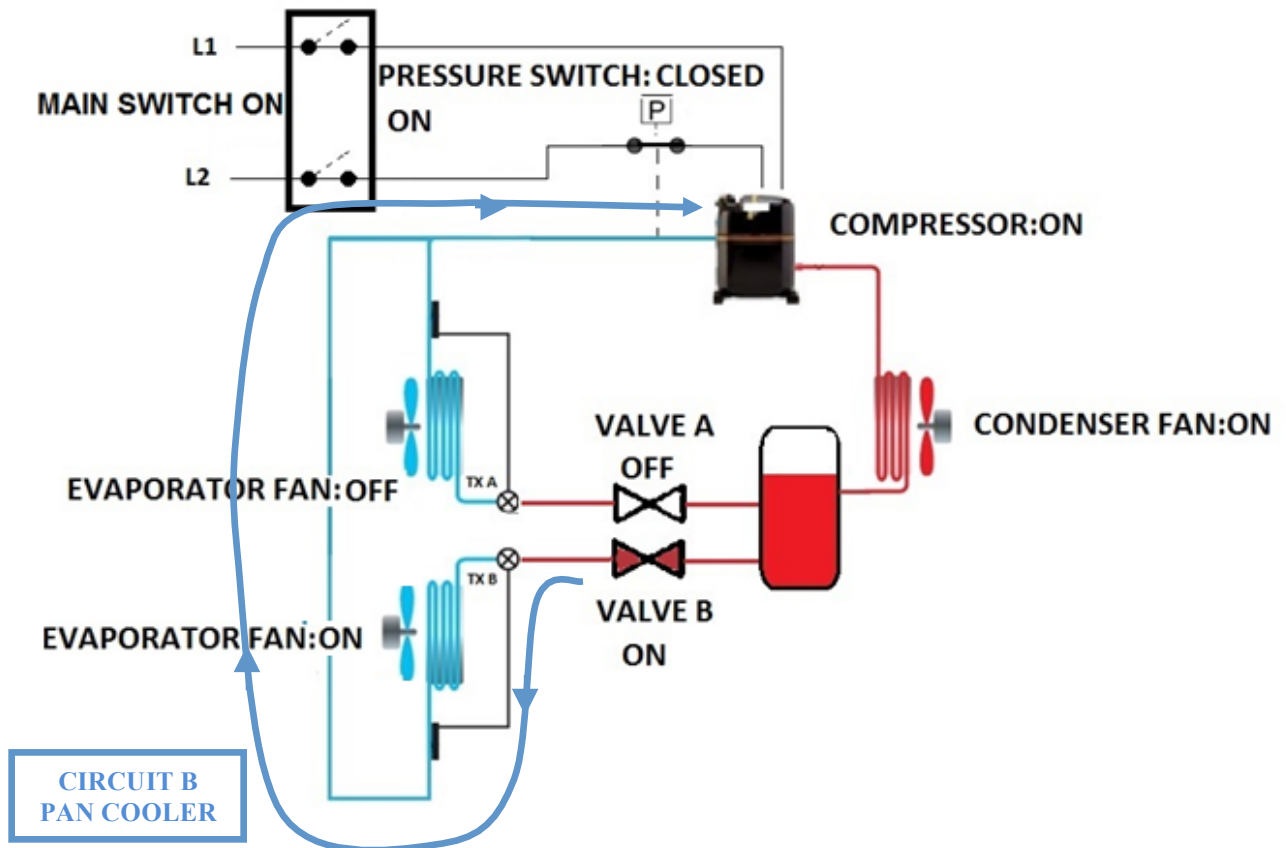 L1
PRESSURE SWITCH: CLOSED
MAIN SWITCH ON
ON
P
L2
COMPRESSOR:ON
VALVE A
OFF
CONDENSER FAN:ON
EVAPORATOR FAN:OFF
TX A
TX B
VALVE B
ON
EVAPORATOR FAN:ON
CIRCUIT B
PAN COOLER